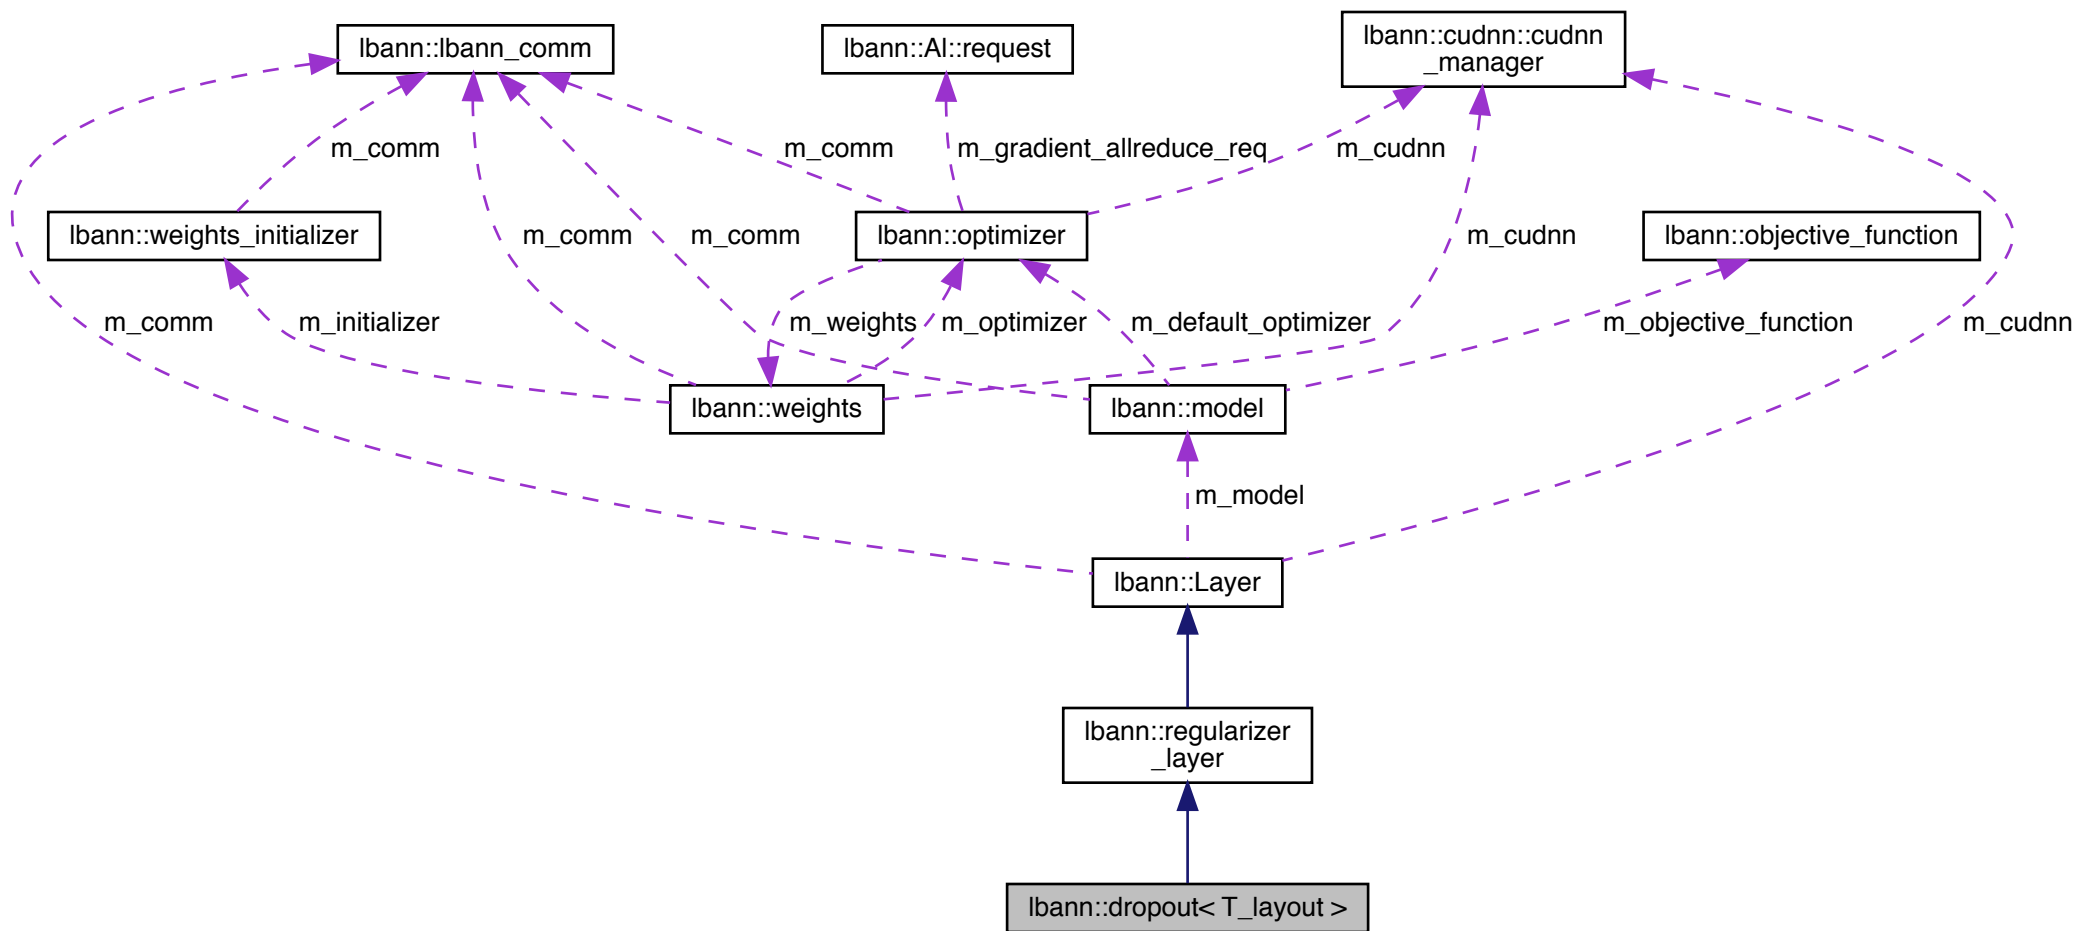 lbann::lbann_comm
lbann::Al::request
lbann::cudnn::cudnn
_manager
m_comm
m_comm
m_gradient_allreduce_req
m_cudnn
lbann::weights_initializer
m_comm
m_comm
lbann::optimizer
m_cudnn
lbann::objective_function
m_comm
m_initializer
m_weights
m_optimizer
m_default_optimizer
m_objective_function
m_cudnn
lbann::weights
lbann::model
m_model
lbann::Layer
lbann::regularizer
_layer
lbann::dropout< T_layout >